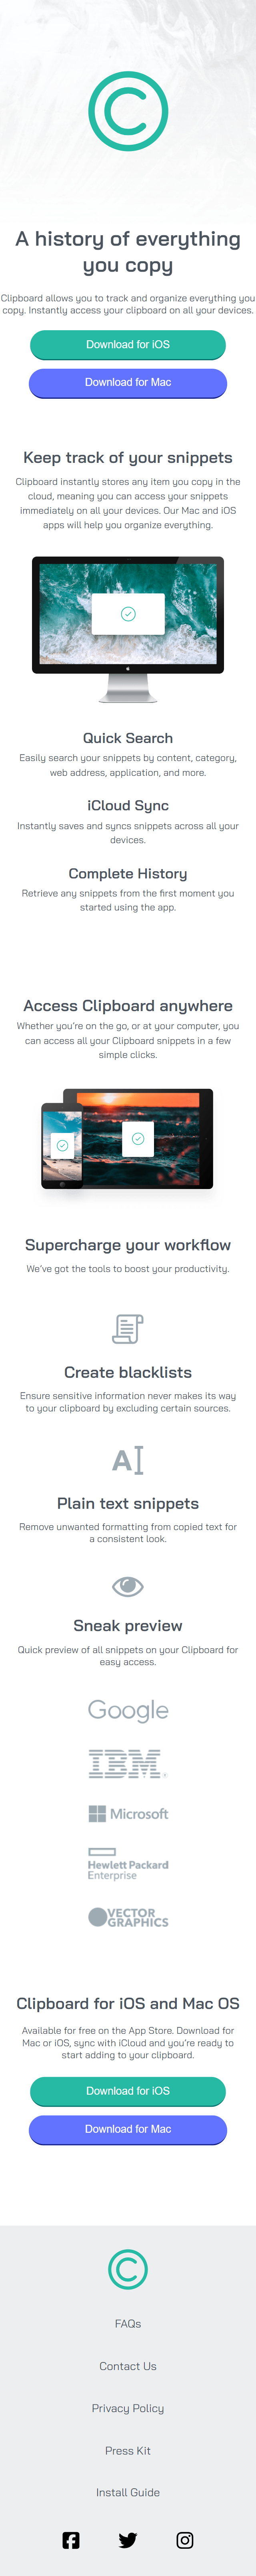 A history of everything
you copy
Clipboard allows you to track and organize everything you
copy. Instantly access your clipboard on all your devices.
Download for iOS
Download for Mac
Keep track of your snippets
Clipboard instantly stores any item you copy in the
cloud, meaning you can access your snippets
immediately on all your devices. Our Mac and iOS
apps will help you organize everything.
Quick Search
Easily search your snippets by content, category,
web address, application, and more.
iCloud Sync
Instantly saves and syncs snippets across all your
devices.
Complete History
Retrieve any snippets from the first moment you
started using the app.
Access Clipboard anywhere
Whether you're on the go, or at your computer, you
can access all your Clipboard snippets in a few
simple clicks.
Supercharge your workflow
We've got the tools to boost your productivity.
Create blacklists
Ensure sensitive information never makes its way
to your clipboard by excluding certain sources.
A
Plain text snippets
Remove unwanted formatting from copied text for
a consistent look.
Sneak preview
Quick preview of all snippets on your Clipboard for
easy access.
Google
IBM
Microsoft
Hewlett Packard
Enterprise
VECTOR
GRAPHICS
Clipboard for iOS and Mac OS
Available for free on the App Store. Download for
Mac or iOS, sync with iCloud and you're ready to
start adding to your clipboard.
Download for iOS
Download for Mac
FAQs
Contact Us
Privacy Policy
Press Kit
Install Guide